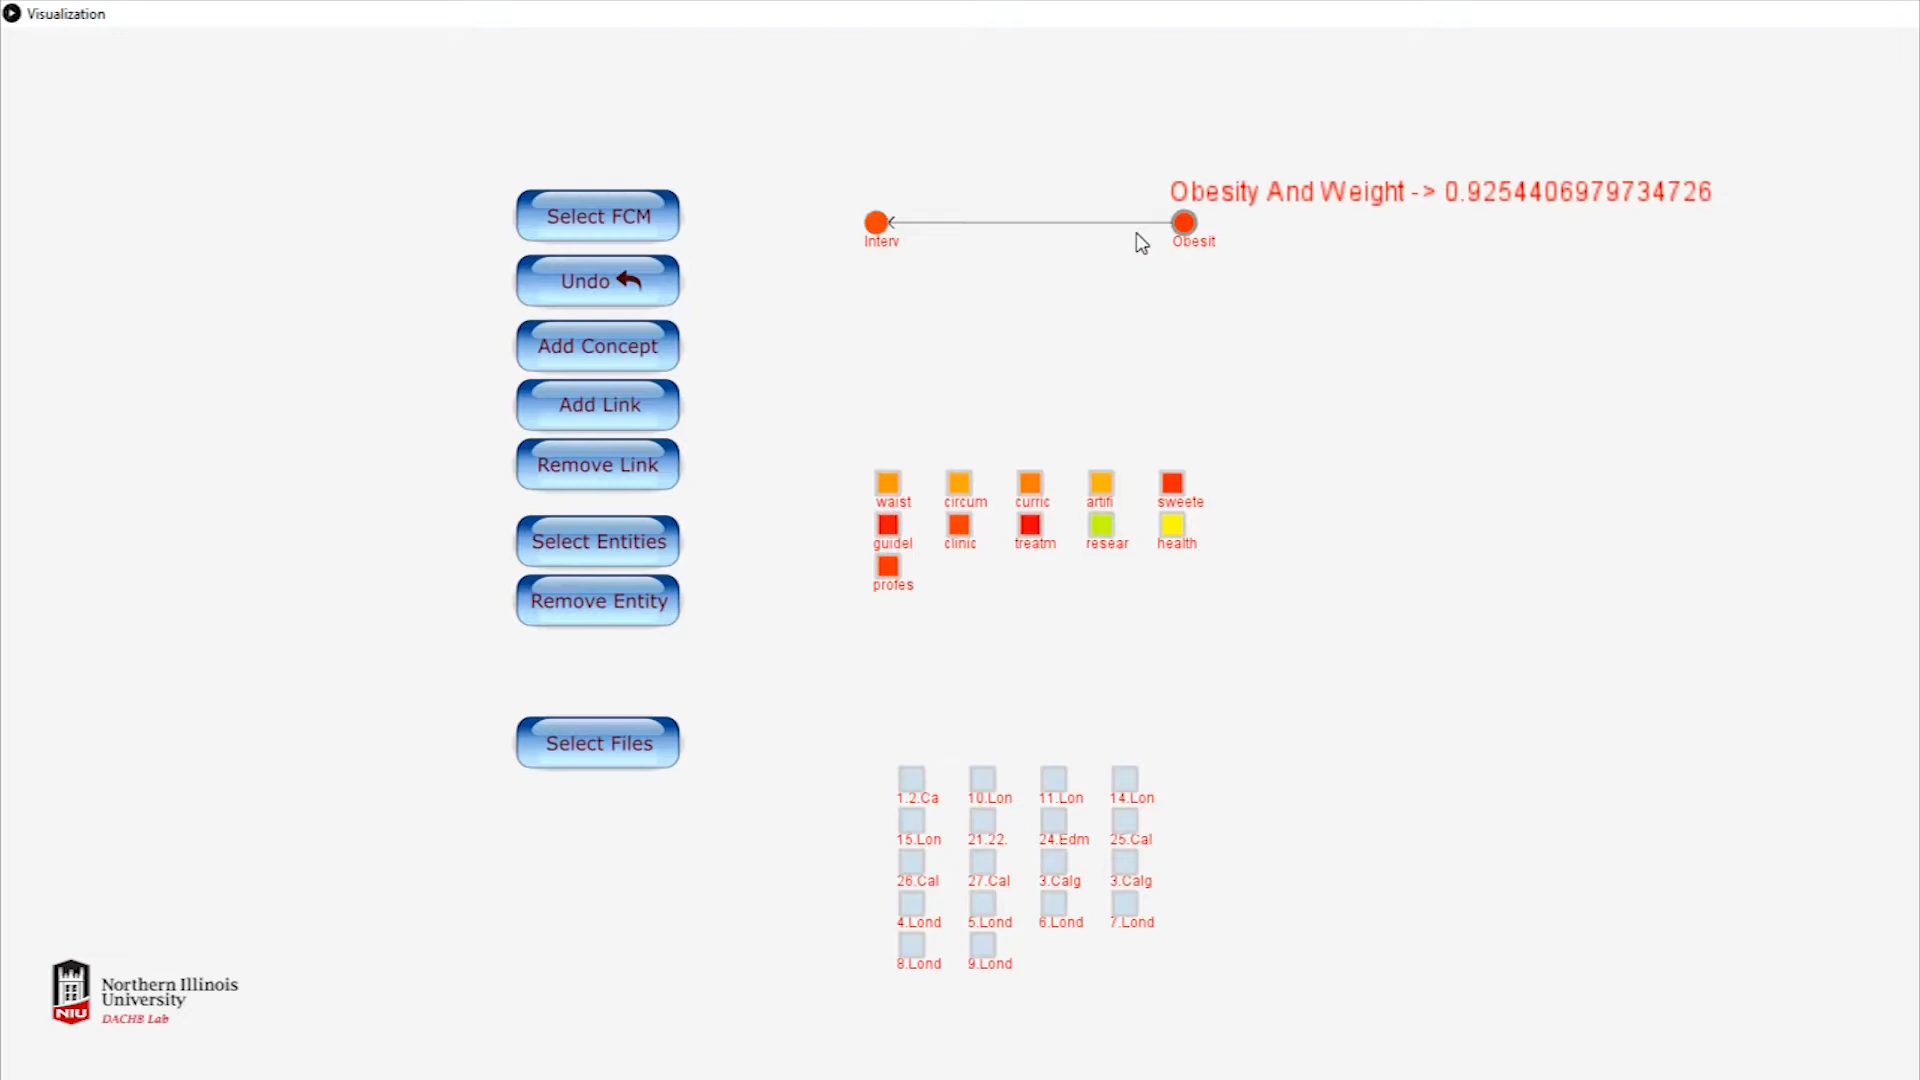 Visualization
Select FCM
Undo
Add Concept
Add Link
Remove Link
Select Entities
Remove Entity
Select Files
Obesity And Weight -> 0.9254406979734726
Interv
Obesit
waist circum curric artifi sweete
guidel clinic treatm resear health
profes
1.2.Ca 10.Lon 11.Lon 14.Lon
15.Lon 21.22. 24.Edm 25.Cal
26.Cal 27.Cal 3.Calg 3.Calg
4.Lond 5.Lond 6.Lond 7.Lond
8.Lond 9.Lond
NIU
Northern Illinois
University
DACHB Lab